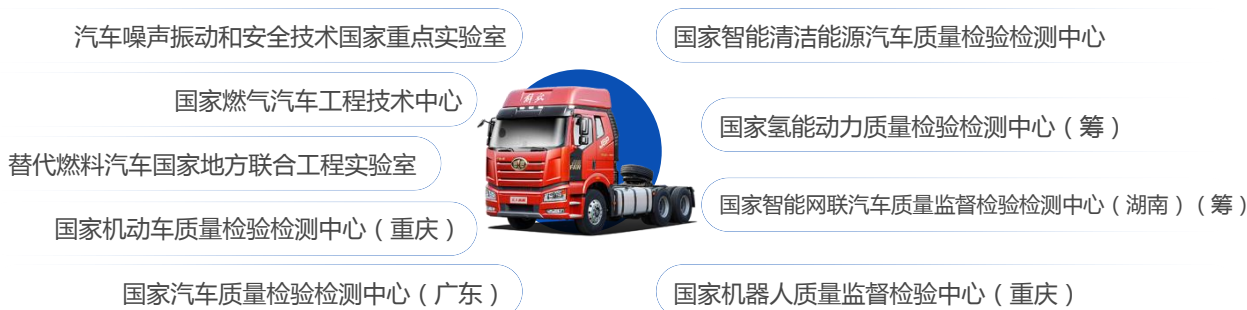 汽车噪声振动和安全技术国家重点实验室
国家燃气汽车工程技术中心
替代燃料汽车国家地方联合工程实验室
国家机动车质量检验检测中心（重庆）
国家汽车质量检验检测中心（广东）
解放
国家智能清洁能源汽车质量检验检测中心
国家氢能动力质量检验检测中心（筹）
国家智能网联汽车质量监督检验检测中心（湖南）（筹）
国家机器人质量监督检验中心（重庆）